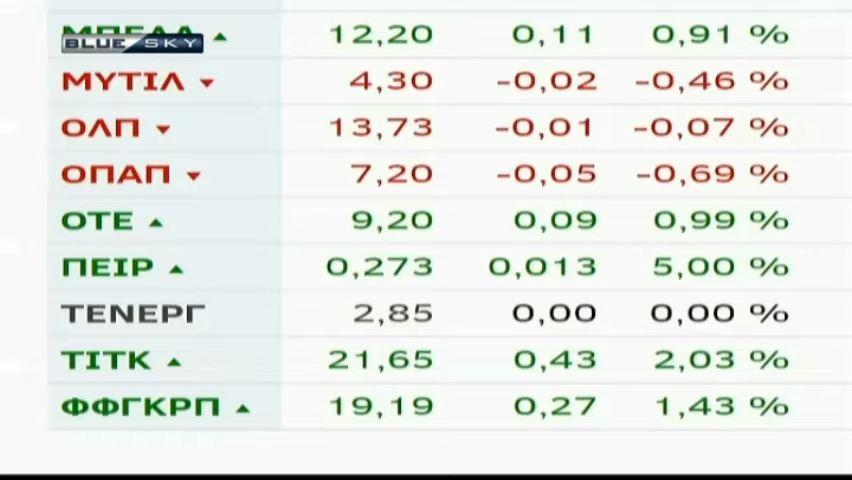 ΜΠΕΛΑ ▲ 12,20 0,11 0,91 %
BLUE SKY
ΜΥΤΙΛ ▼ 4,30 -0,02 -0,46 %
ΟΛΠ ▼ 13,73 -0,01 -0,07 %
ΟΠΑΠ ▼ 7,20 -0,05 -0,69 %
ΟΤΕ ▲ 9,20 0,09 0,99 %
ΠΕΙΡ ▲ 0,273 0,013 5,00 %
ΤΕΝΕΡΓ 2,85 0,00 0,00 %
ΤΙΤΚ ▲ 21,65 0,43 2,03 %
ΦΦΓΚΡΠ ▲ 19,19 0,27 1,43 %